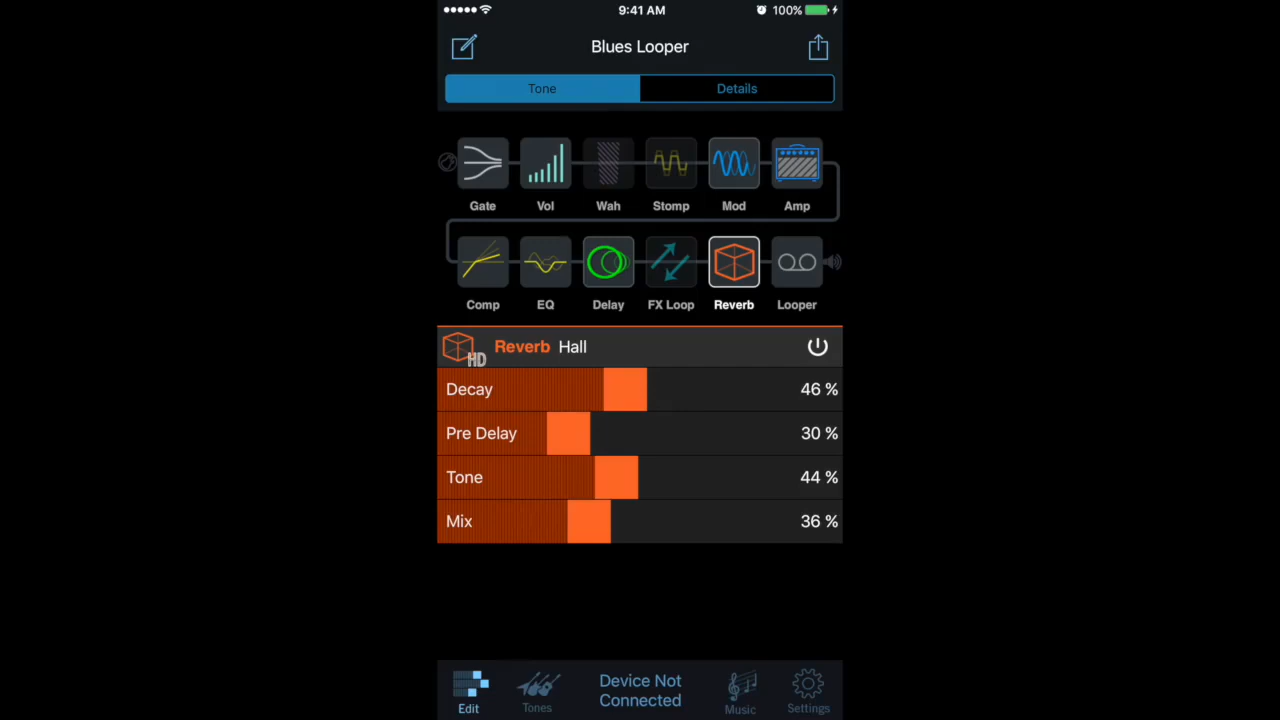 9:41 AM
100%
Blues Looper
Tone
Details
Gate Vol Wah Stomp Mod Amp
Comp EQ Delay FX Loop Reverb Looper
HD Reverb Hall
Decay 46 %
Pre Delay 30 %
Tone 44 %
Mix 36 %
Device Not
Connected
Edit Tones Music Settings